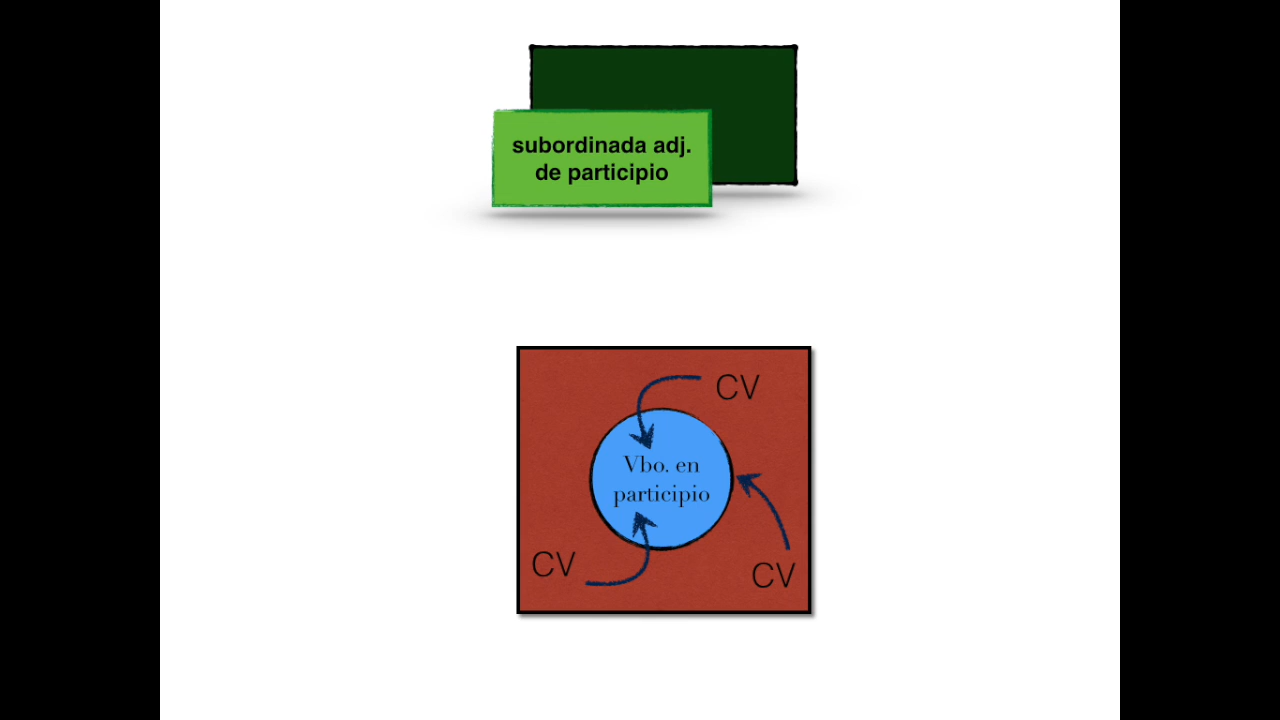 subordinada adj.
de participio
CV
Vbo. en
participio
CV
CV